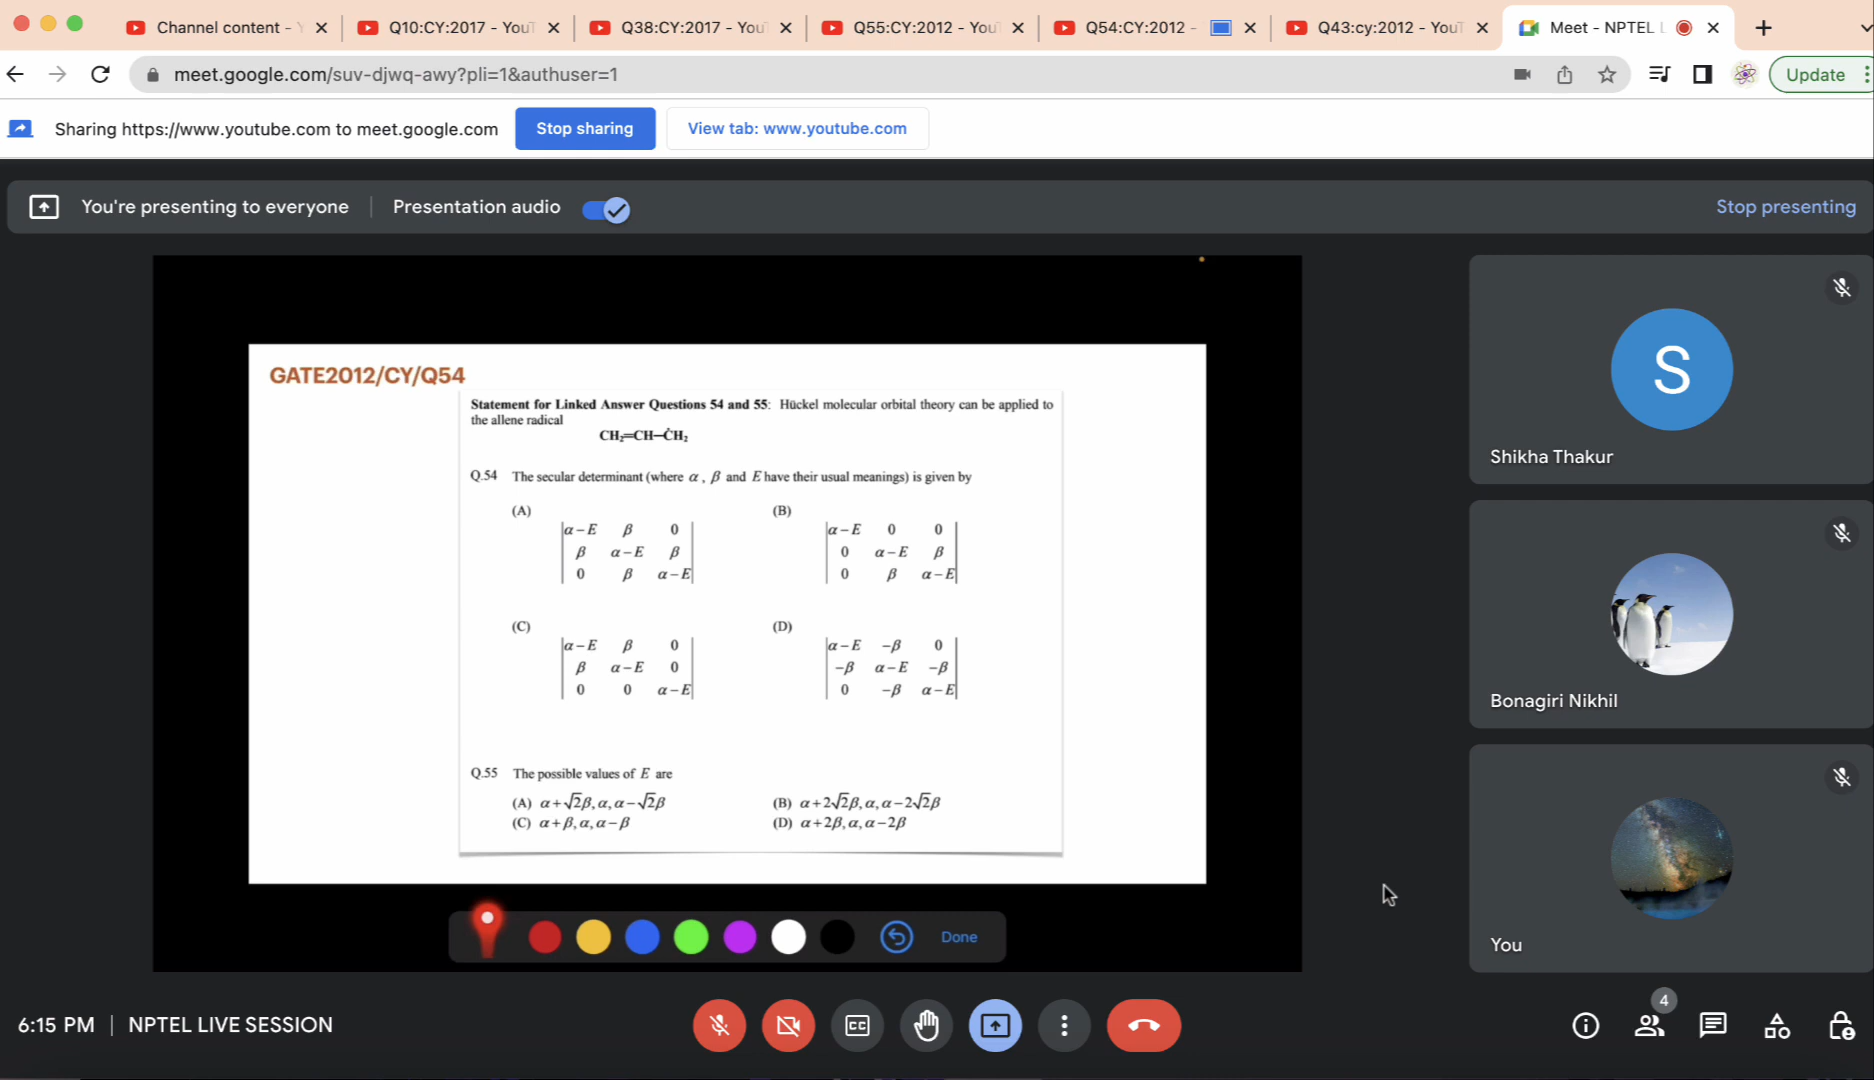 Channel content - Y
Q10:CY:2017 - YouT
Q38:CY:2017 - YouT
Q55:CY:2012 - YouT
Q54:CY:2012 -
Q43:cy:2012 - YouT
Meet - NPTEL L
meet.google.com/suv-djwq-awy?pli=1&authuser=1
Update
Sharing https://www.youtube.com to meet.google.com
Stop sharing
View tab: www.youtube.com
You're presenting to everyone
Presentation audio
Stop presenting
GATE2012/CY/Q54
Statement for Linked Answer Questions 54 and 55: Hückel molecular orbital theory can be applied to
the allene radical
CH₂=CH–ĊH₂
Q.54 The secular determinant (where α , β and E have their usual meanings) is given by
(A)
|α−E β 0|
|β α−E β|
|0 β α−E|
(B)
|α−E 0 0|
|0 α−E β|
|0 β α−E|
(C)
|α−E β 0|
|β α−E 0|
|0 0 α−E|
(D)
|α−E −β 0|
|−β α−E −β|
|0 −β α−E|
Q.55 The possible values of E are
(A) α+√2β, α, α−√2β
(B) α+2√2β, α, α−2√2β
(C) α+β, α, α−β
(D) α+2β, α, α−2β
Done
S
Shikha Thakur
Bonagiri Nikhil
You
6:15 PM | NPTEL LIVE SESSION
CC
4